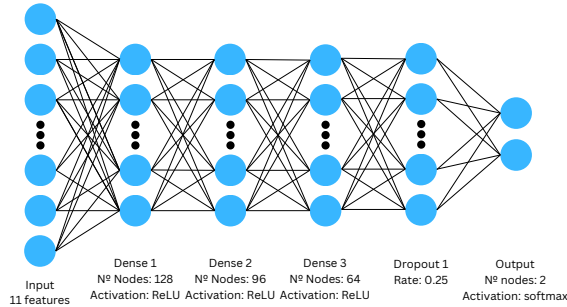 Input
11 features
Dense 1
Nº Nodes: 128
Activation: ReLU
Dense 2
Nº Nodes: 96
Activation: ReLU
Dense 3
Nº Nodes: 64
Activation: ReLU
Dropout 1
Rate: 0.25
Output
Nº nodes: 2
Activation: softmax